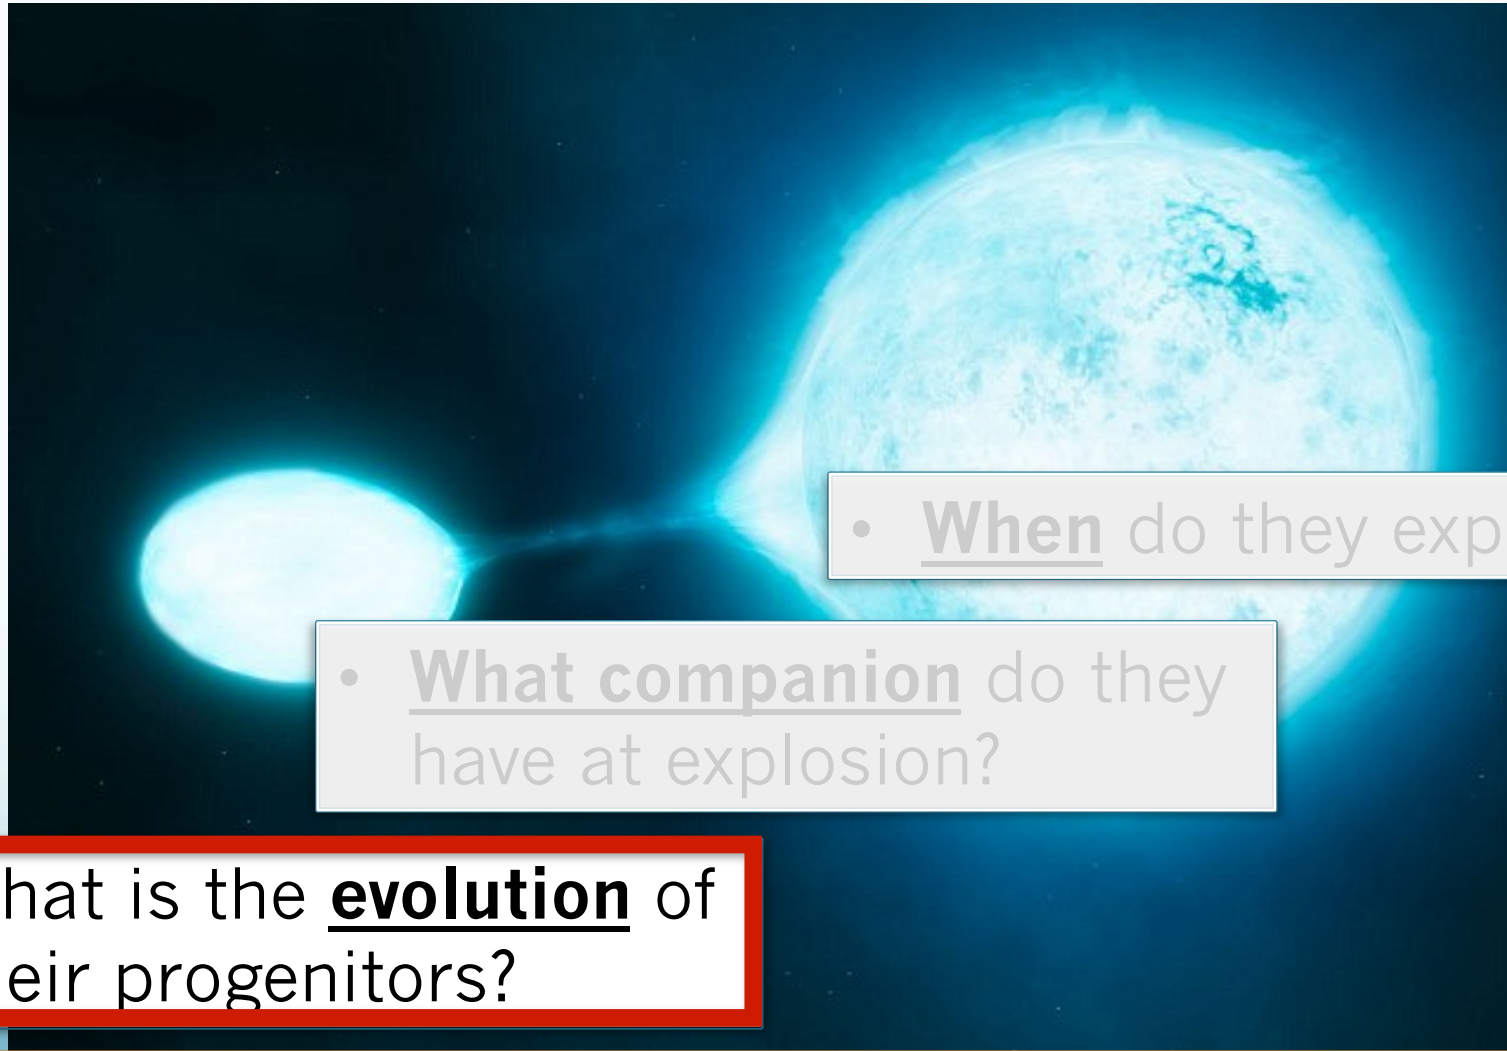 • When do they exp
• What companion do they
have at explosion?
hat is the evolution of
eir progenitors?